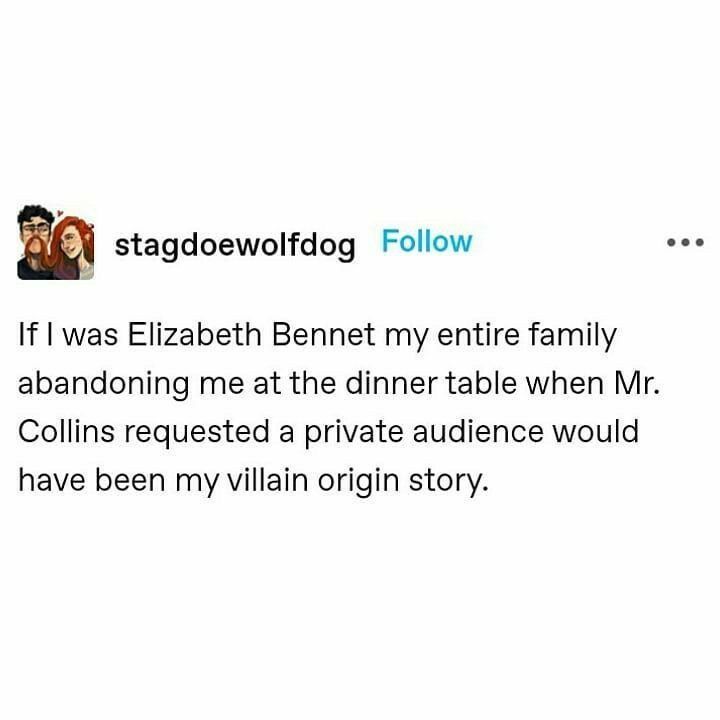 stagdoewolfdog Follow
If I was Elizabeth Bennet my entire family
abandoning me at the dinner table when Mr.
Collins requested a private audience would
have been my villain origin story.